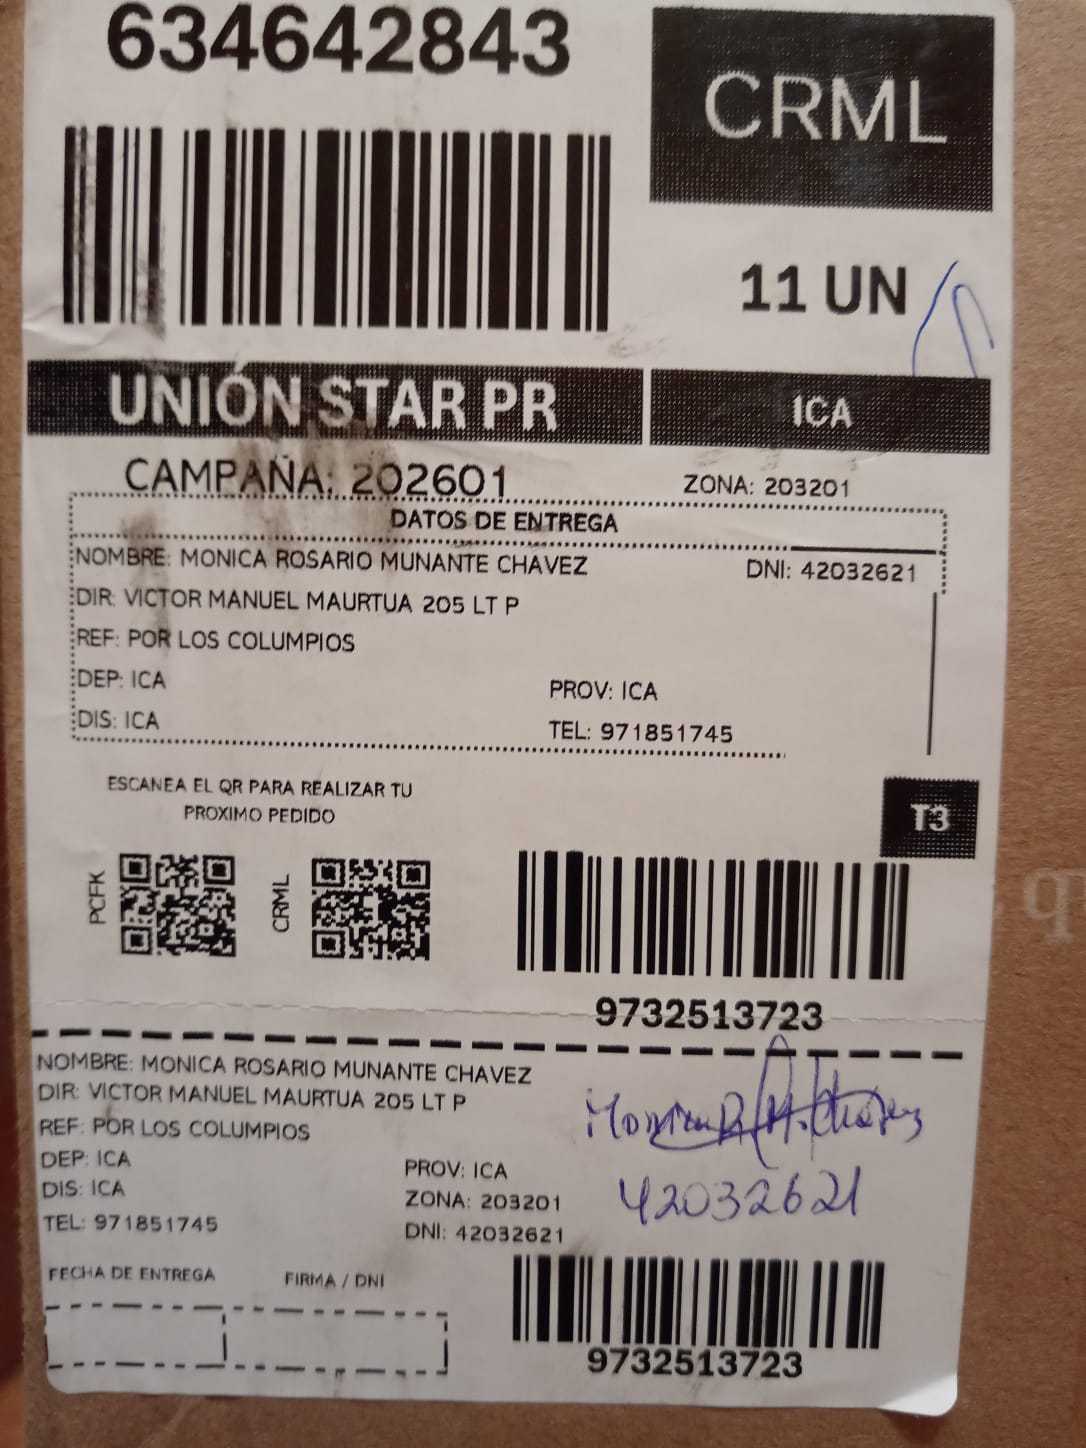 634642843
CRML
11 UN
UNIÓN STAR PR
ICA
CAMPAÑA: 202601
ZONA: 203201
DATOS DE ENTREGA
NOMBRE: MONICA ROSARIO MUNANTE CHAVEZ DNI: 42032621
DIR: VICTOR MANUEL MAURTUA 205 LT P
REF: POR LOS COLUMPIOS
DEP: ICA PROV: ICA
DIS: ICA TEL: 971851745
ESCANEA EL QR PARA REALIZAR TU
PROXIMO PEDIDO
T3
PCFK
CRML
9732513723
NOMBRE: MONICA ROSARIO MUNANTE CHAVEZ
DIR: VICTOR MANUEL MAURTUA 205 LT P
REF: POR LOS COLUMPIOS
DEP: ICA PROV: ICA
DIS: ICA ZONA: 203201
TEL: 971851745 DNI: 42032621
Monica R. M. Chávez
42032621
FECHA DE ENTREGA FIRMA / DNI
9732513723